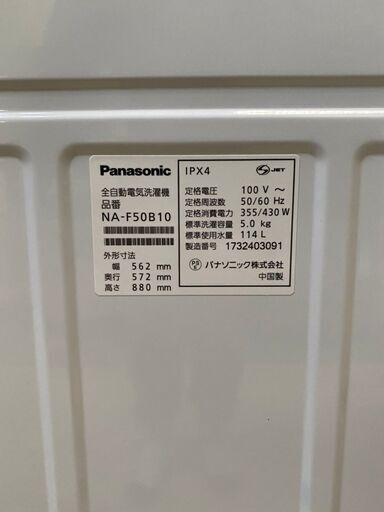 Panasonic
全自動電気洗濯機
品番
NA-F50B10
外形寸法
幅 562 mm
奥行 572 mm
高さ 880 mm
IPX4
JET
定格電圧 100 V ～
定格周波数 50/60 Hz
定格消費電力 355/430 W
標準洗濯容量 5.0 kg
標準使用水量 114 L
製造番号 1732403091
PS E
パナソニック株式会社
中国製